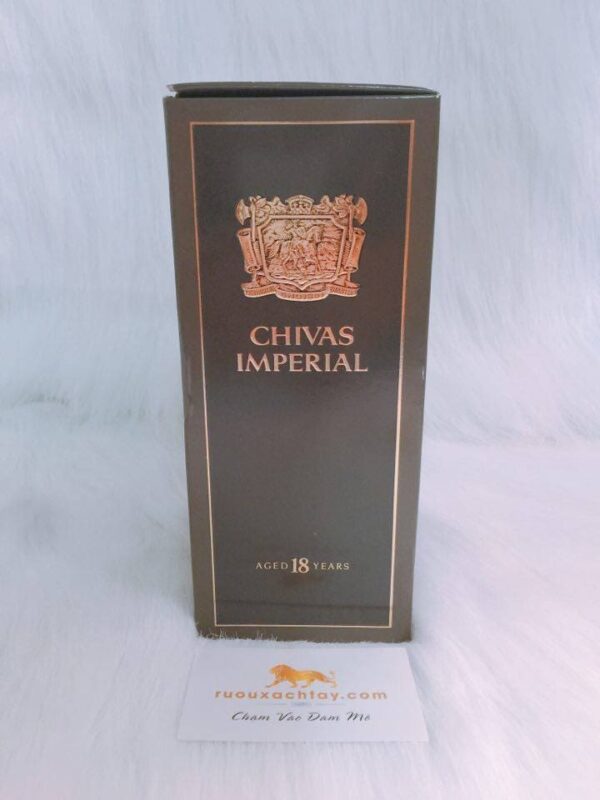 CHIVAS
IMPERIAL
AGED 18 YEARS
ruouxachtay.com
Chạm Vào Đam Mê